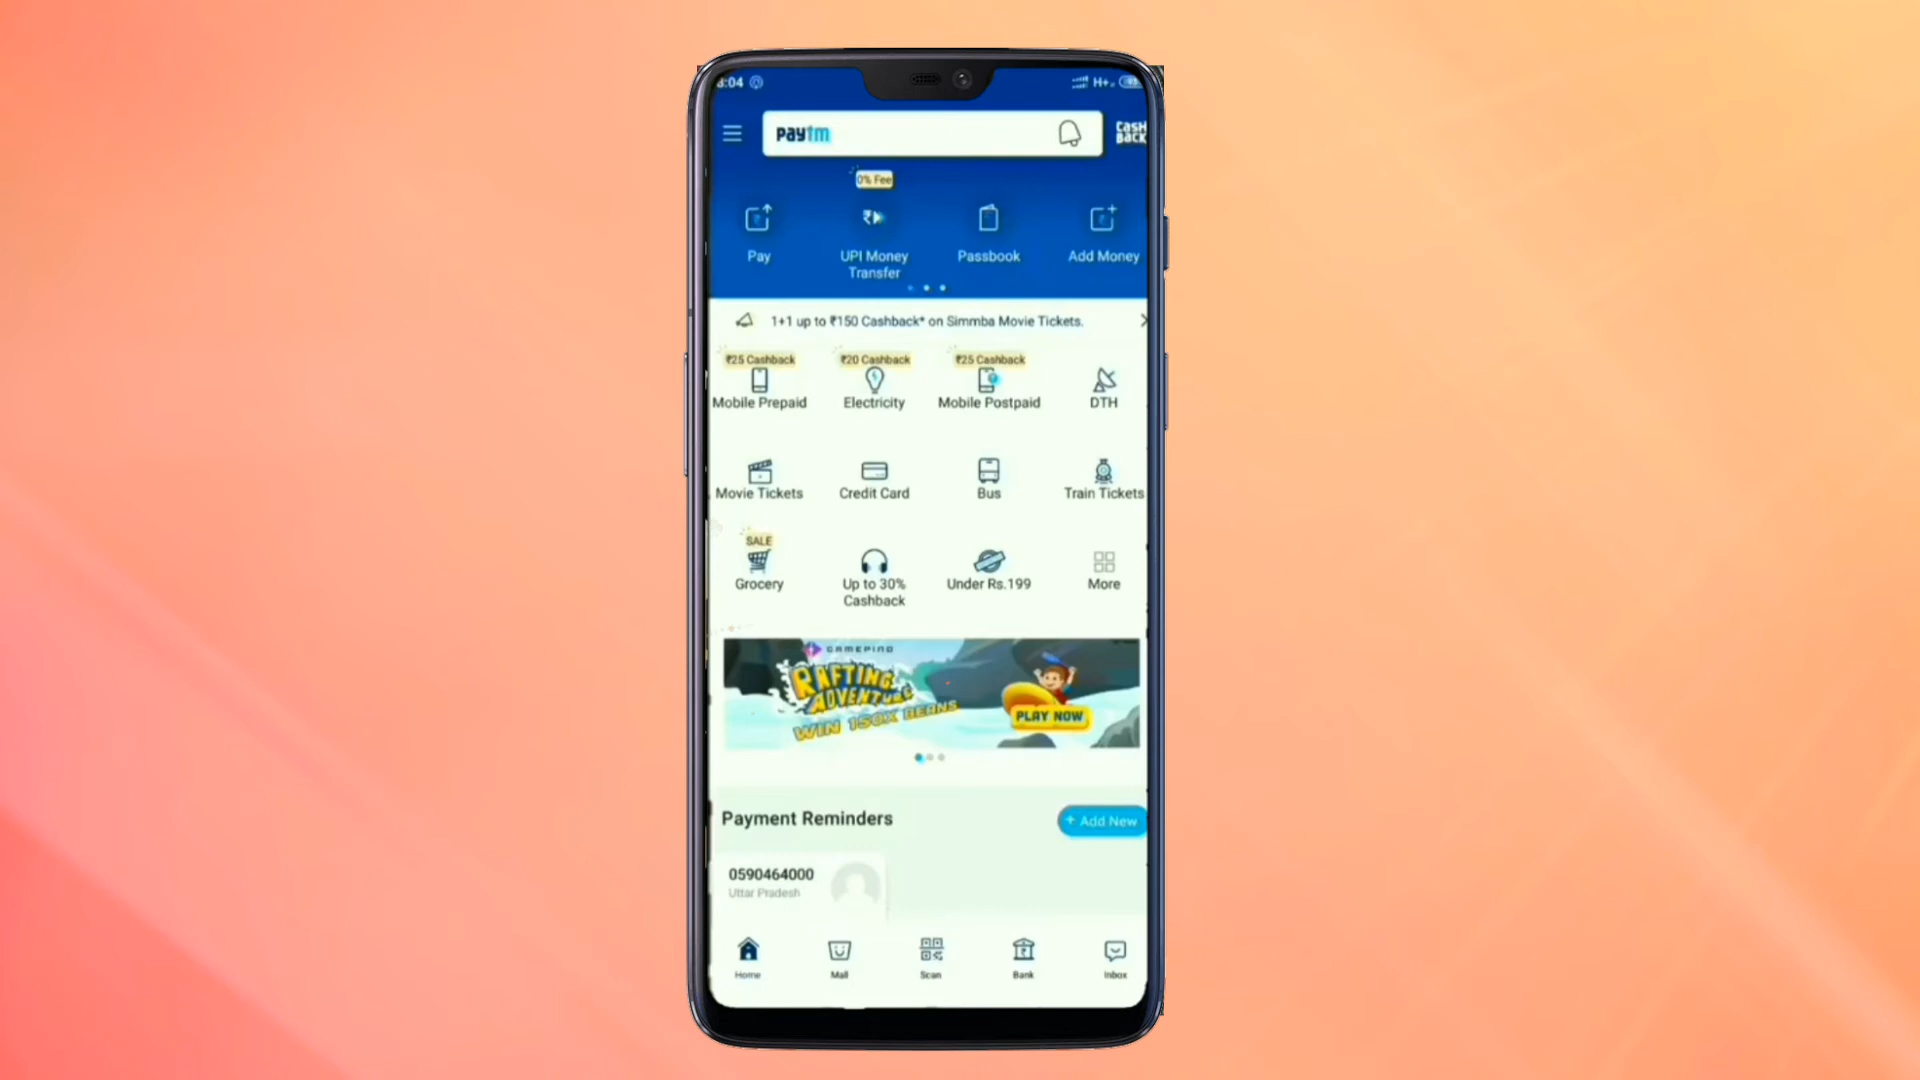 3:04 H+
paytm CASH BACK
0% Fee
Pay UPI Money Transfer Passbook Add Money
1+1 up to ₹150 Cashback* on Simmba Movie Tickets.
₹25 Cashback ₹20 Cashback ₹25 Cashback
Mobile Prepaid Electricity Mobile Postpaid DTH
Movie Tickets Credit Card Bus Train Tickets
SALE
Grocery Up to 30% Cashback Under Rs.199 More
GAMEPIND
RAFTING
ADVENTURE
WIN 150X BEANS
PLAY NOW
Payment Reminders + Add New
0590464000
Uttar Pradesh
Home Mall Scan Bank Inbox